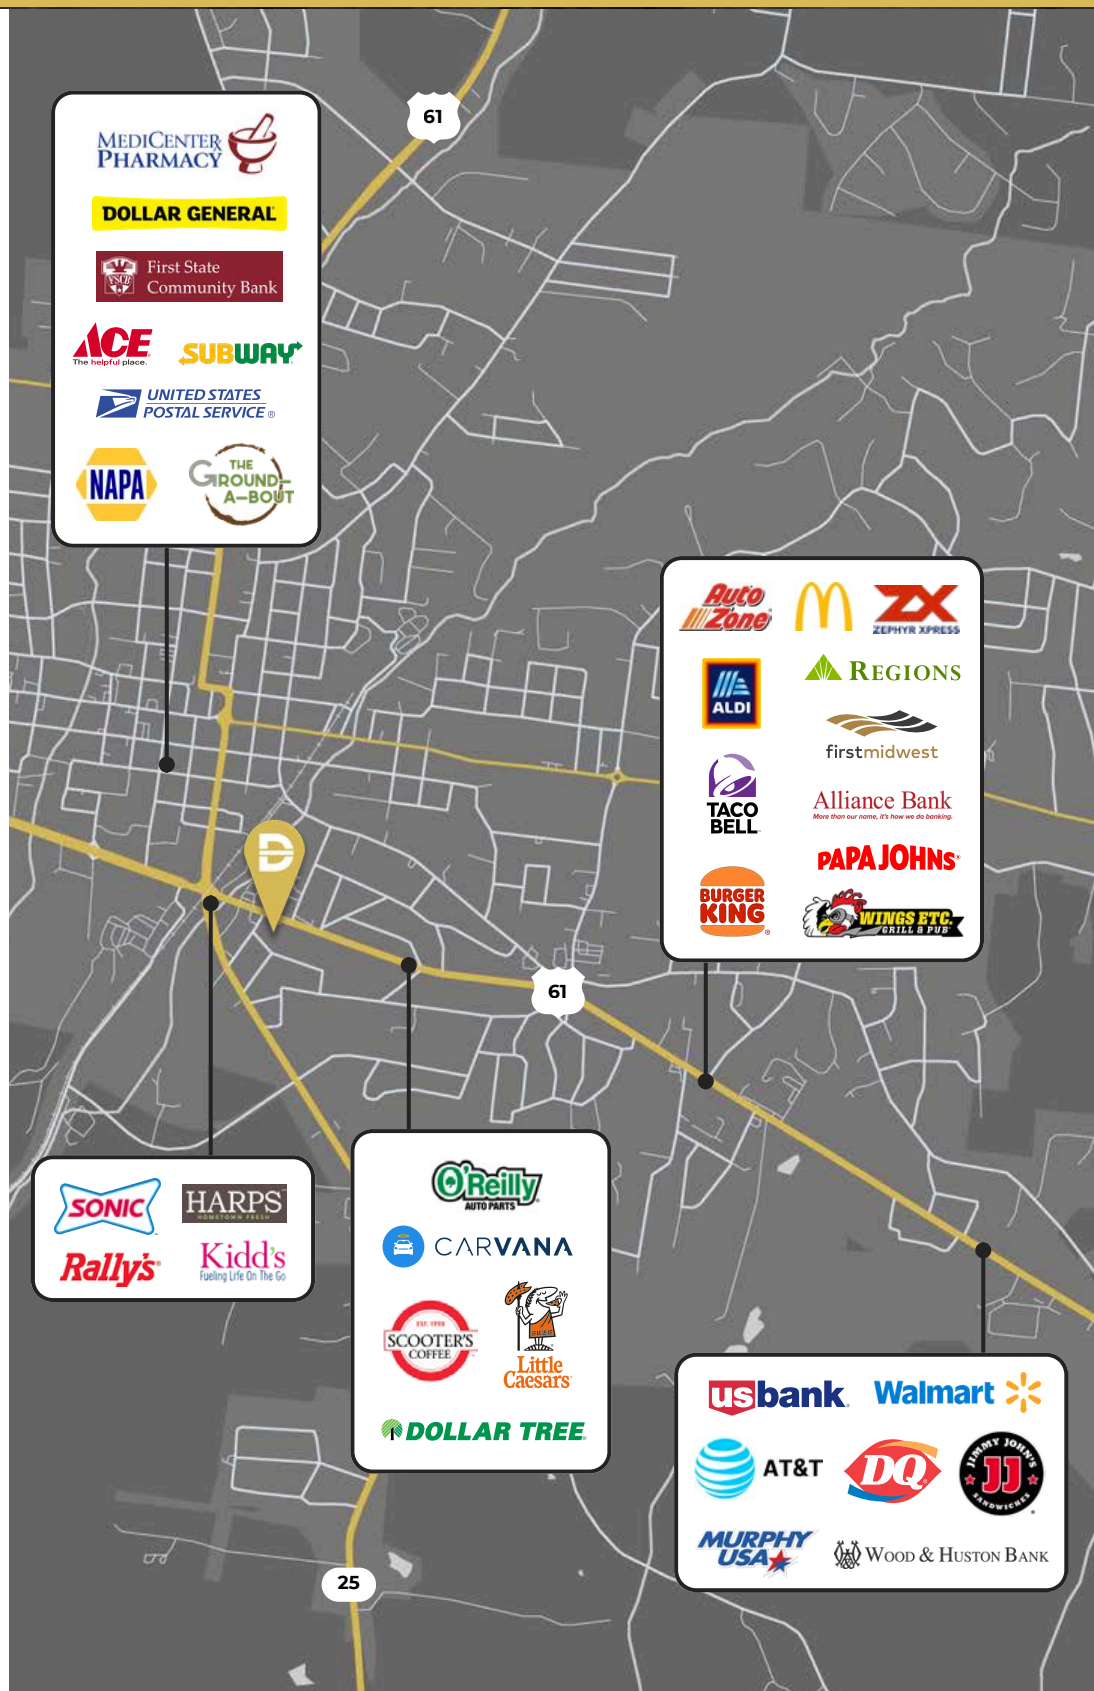 61
MEDICENTER
PHARMACY
DOLLAR GENERAL
FSCB
First State
Community Bank
ACE
The helpful place.
SUBWAY
UNITED STATES
POSTAL SERVICE ®
NAPA
THE
GROUND-
A-BOUT
AutoZone
ZX
ZEPHYR XPRESS
ALDI
REGIONS
firstmidwest
TACO
BELL
Alliance Bank
More than our name, it's how we do banking.
PAPA JOHNS
BURGER
KING
®
WINGS ETC.
GRILL & PUB
D
61
SONIC
HARPS
HOMETOWN FRESH
Rally's
Kidd's
Fueling Life On The Go
O'Reilly
AUTO PARTS
CARVANA
EST. 1998
SCOOTER'S
COFFEE
Little
Caesars
DOLLAR TREE
usbank
Walmart
AT&T
DQ
JIMMY JOHN'S
JJ
SANDWICHES
MURPHY
USA
WOOD & HUSTON BANK
25